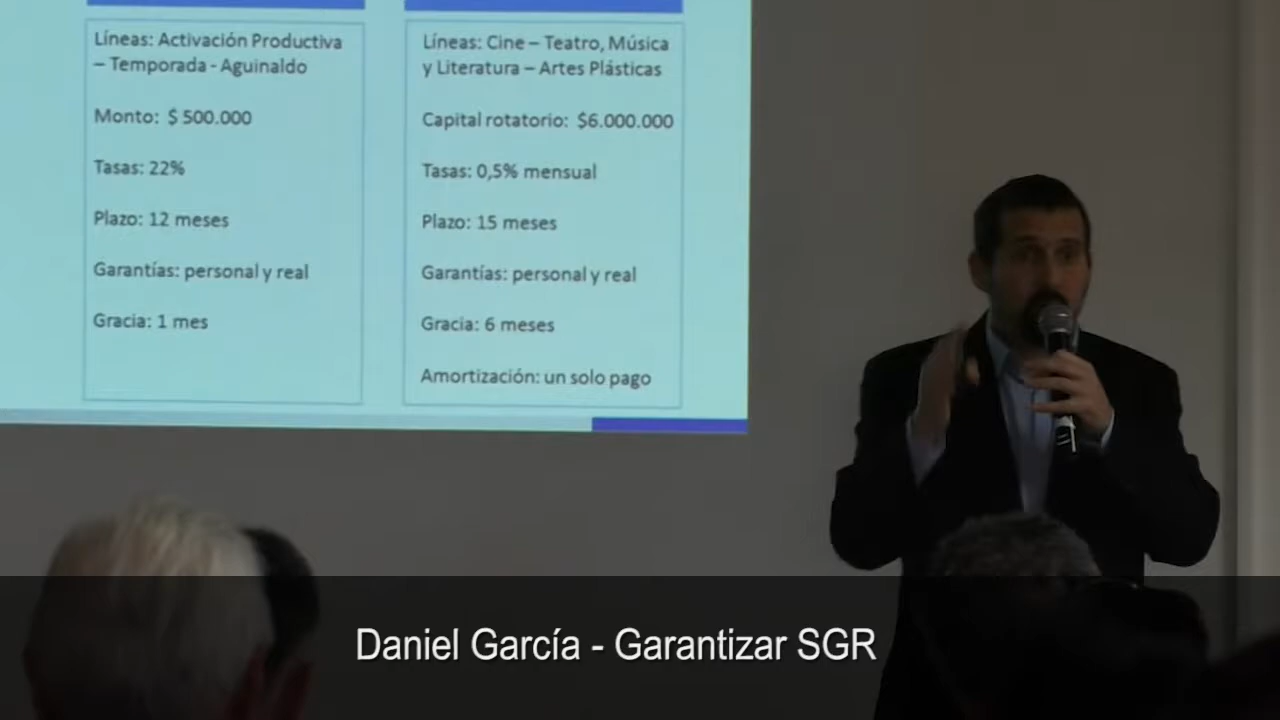 Líneas: Activación Productiva
– Temporada - Aguinaldo
Monto: $ 500.000
Tasas: 22%
Plazo: 12 meses
Garantías: personal y real
Gracia: 1 mes
Líneas: Cine – Teatro, Música
y Literatura – Artes Plásticas
Capital rotatorio: $6.000.000
Tasas: 0,5% mensual
Plazo: 15 meses
Garantías: personal y real
Gracia: 6 meses
Amortización: un solo pago
Daniel García - Garantizar SGR